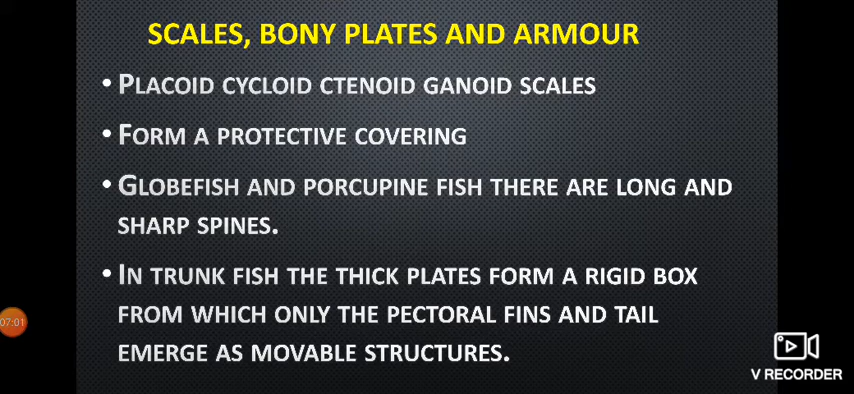 SCALES, BONY PLATES AND ARMOUR
• PLACOID CYCLOID CTENOID GANOID SCALES
• FORM A PROTECTIVE COVERING
• GLOBEFISH AND PORCUPINE FISH THERE ARE LONG AND
SHARP SPINES.
• IN TRUNK FISH THE THICK PLATES FORM A RIGID BOX
FROM WHICH ONLY THE PECTORAL FINS AND TAIL
EMERGE AS MOVABLE STRUCTURES.
07:01
V RECORDER